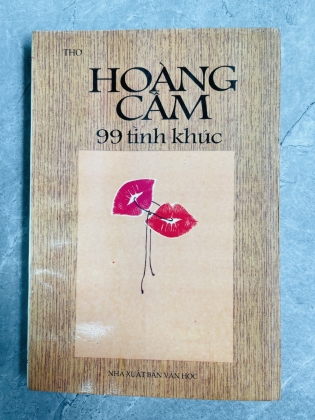 THƠ
HOÀNG
CẦM
99 tình khúc
NHÀ XUẤT BẢN VĂN HỌC